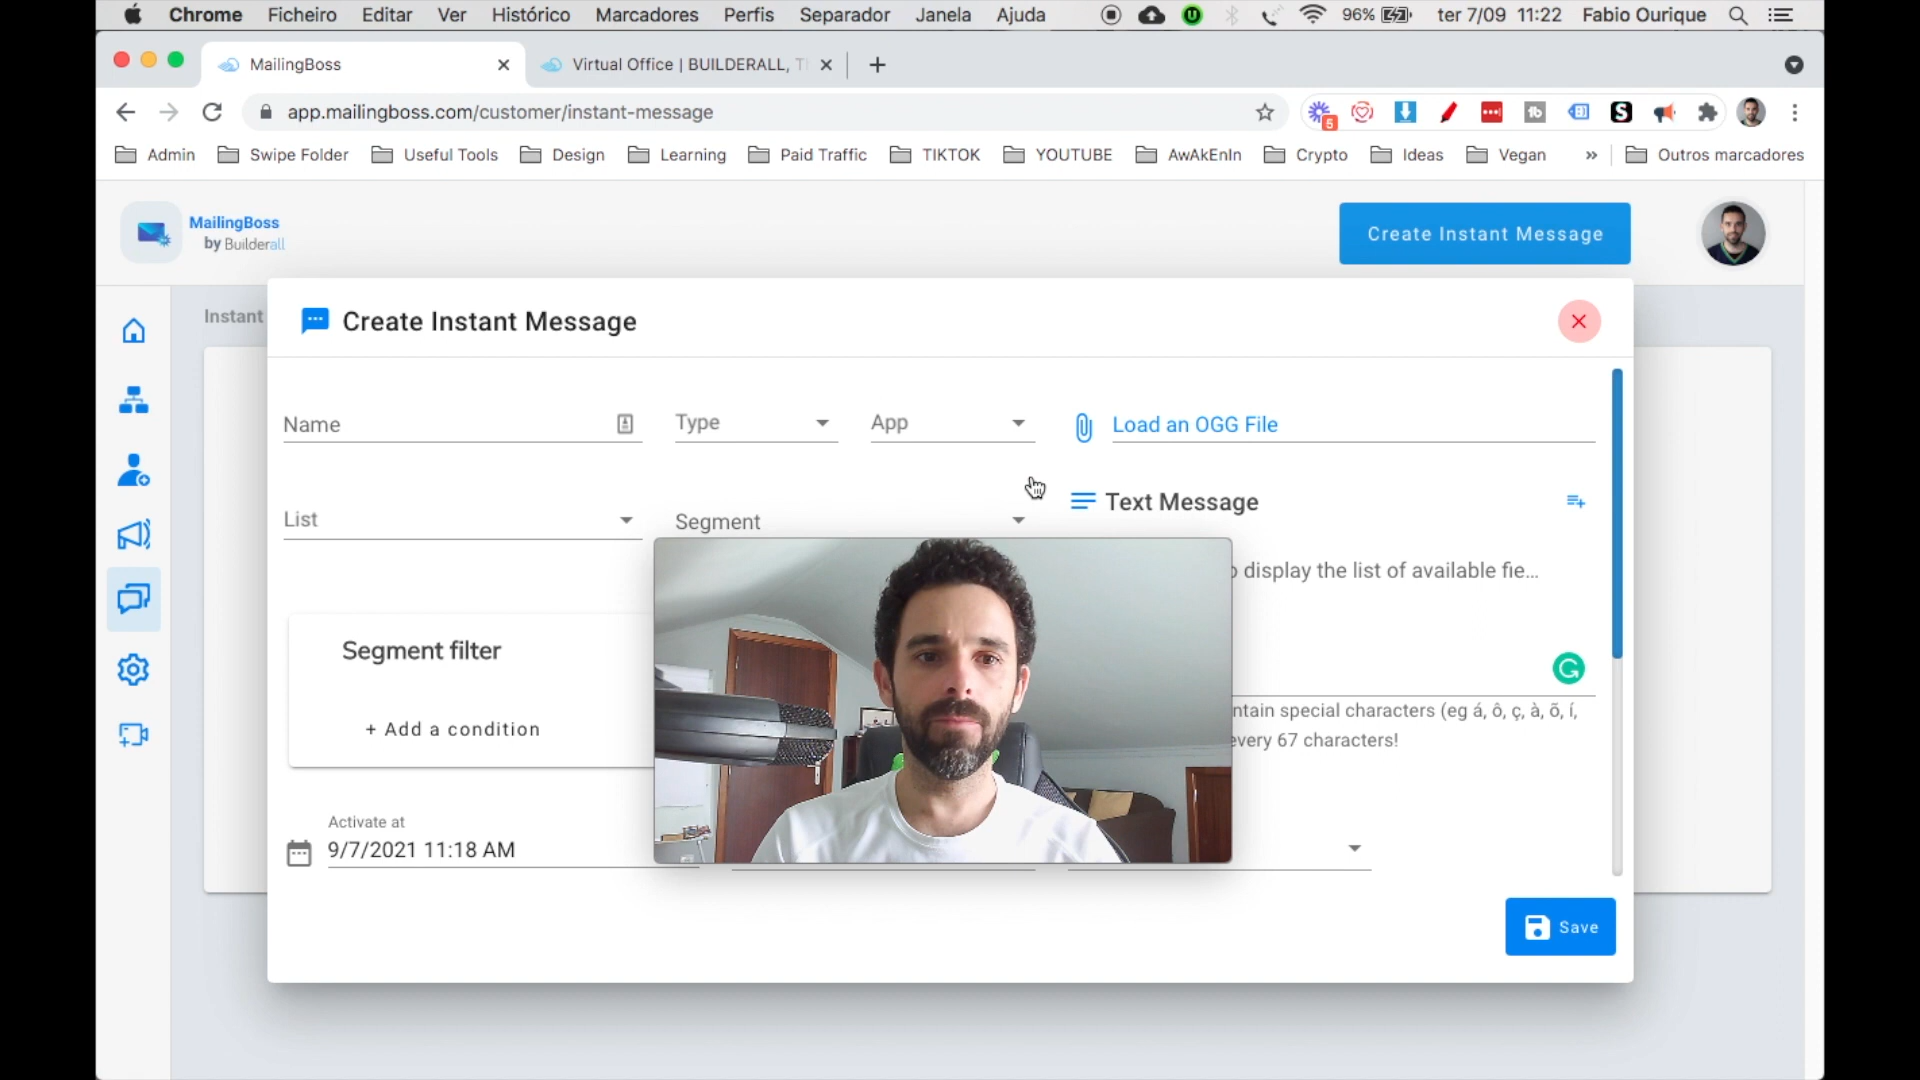 Chrome Ficheiro Editar Ver Histórico Marcadores Perfis Separador Janela Ajuda 96% ter 7/09 11:22 Fabio Ourique
MailingBoss
Virtual Office | BUILDERALL, T
app.mailingboss.com/customer/instant-message
5
Admin Swipe Folder Useful Tools Design Learning Paid Traffic TIKTOK YOUTUBE AwAkEnIn Crypto Ideas Vegan » Outros marcadores
MailingBoss
by Builderall
Create Instant Message
Instant
Create Instant Message
Name
Type
App
Load an OGG File
List
Segment
Text Message
o display the list of available fie...
Segment filter
+ Add a condition
ntain special characters (eg á, ô, ç, à, õ, í,
every 67 characters!
Activate at
9/7/2021 11:18 AM
Save